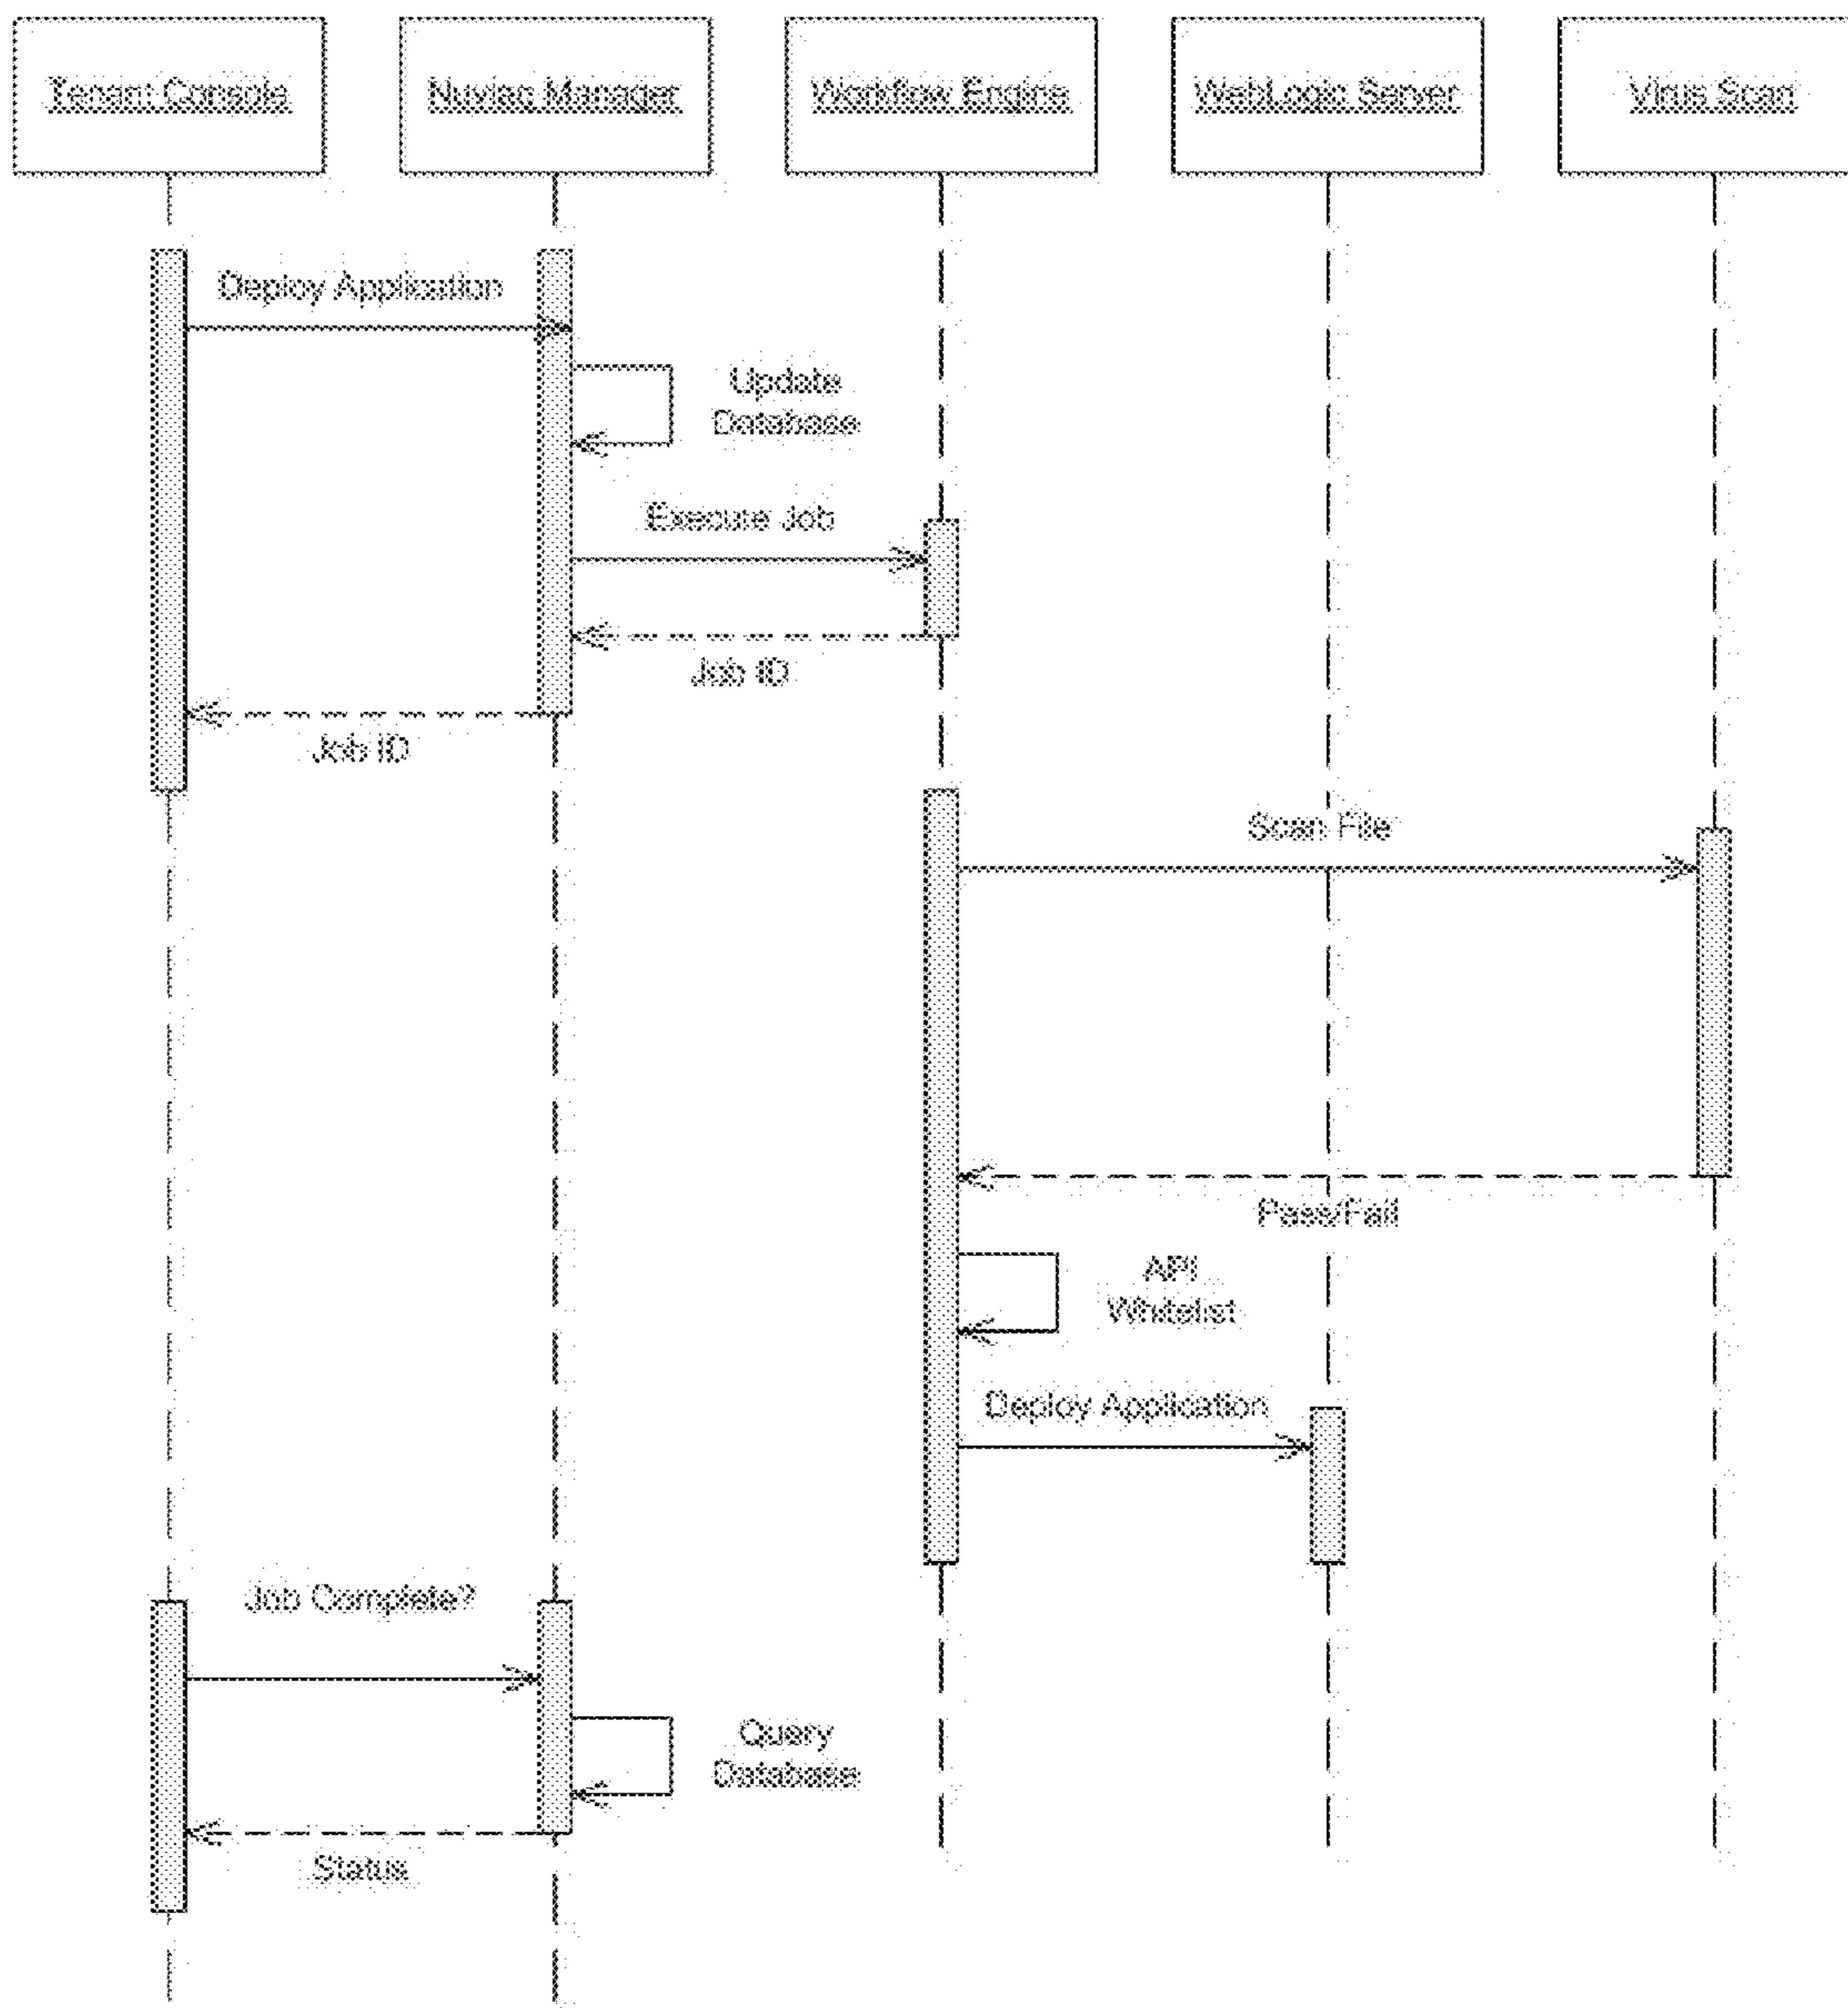 Tenant Console
Nuviaq Manager
Workflow Engine
WebLogic Server
Virus Scan
Deploy Application
Update
Database
Execute Job
Job ID
Job ID
Scan File
Pass/Fail
API
Whitelist
Deploy Application
Job Complete?
Query
Database
Status